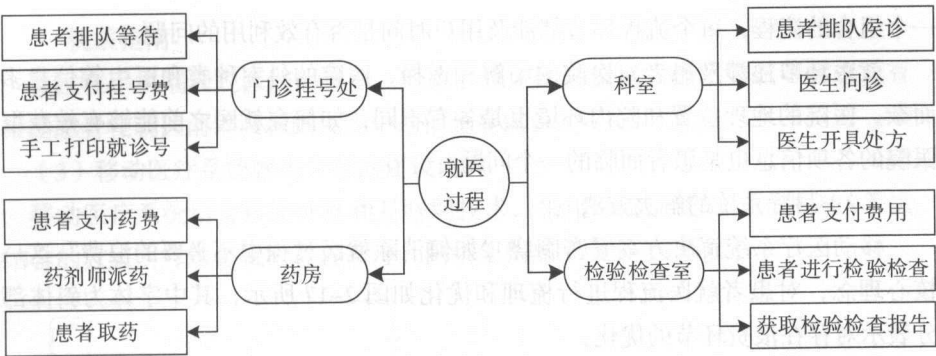 患者排队等待
患者支付挂号费
手工打印就诊号
门诊挂号处
患者支付药费
药剂师派药
患者取药
药房
就医
过程
科室
患者排队侯诊
医生问诊
医生开具处方
检验检查室
患者支付费用
患者进行检验检查
获取检验检查报告